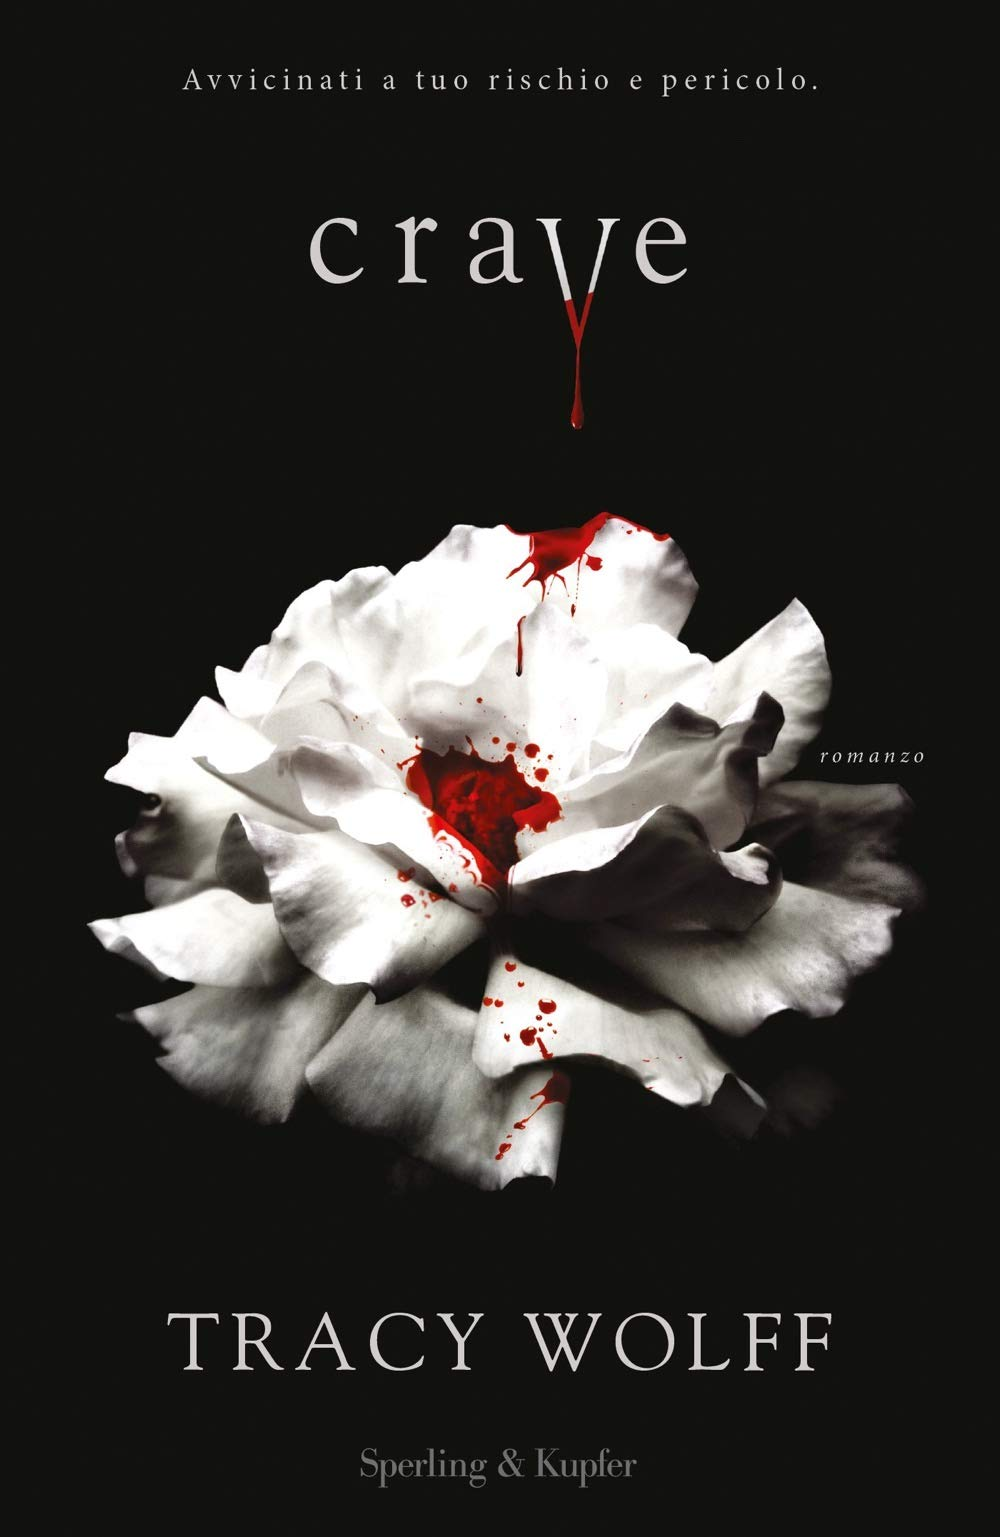 Avvicinati a tuo rischio e pericolo.
crave
romanzo
TRACY WOLFF
Sperling & Kupfer